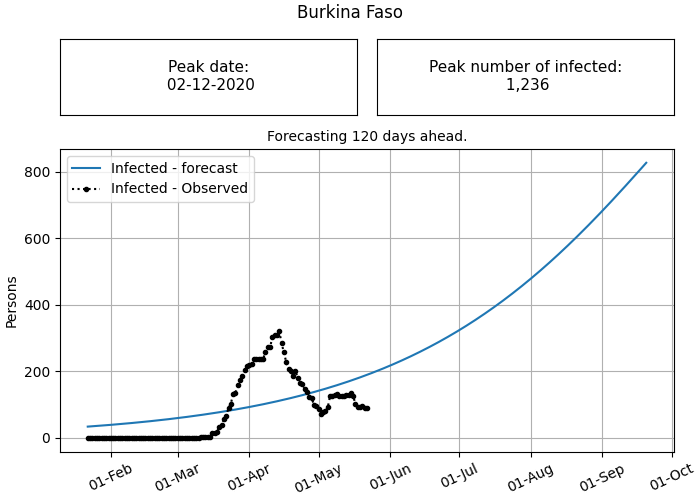 Burkina Faso
Peak date:
02-12-2020
Peak number of infected:
1,236
Forecasting 120 days ahead.
Infected - forecast
Infected - Observed
Persons
800
600
400
200
0
01-Feb
01-Mar
01-Apr
01-May
01-Jun
01-Jul
01-Aug
01-Sep
01-Oct